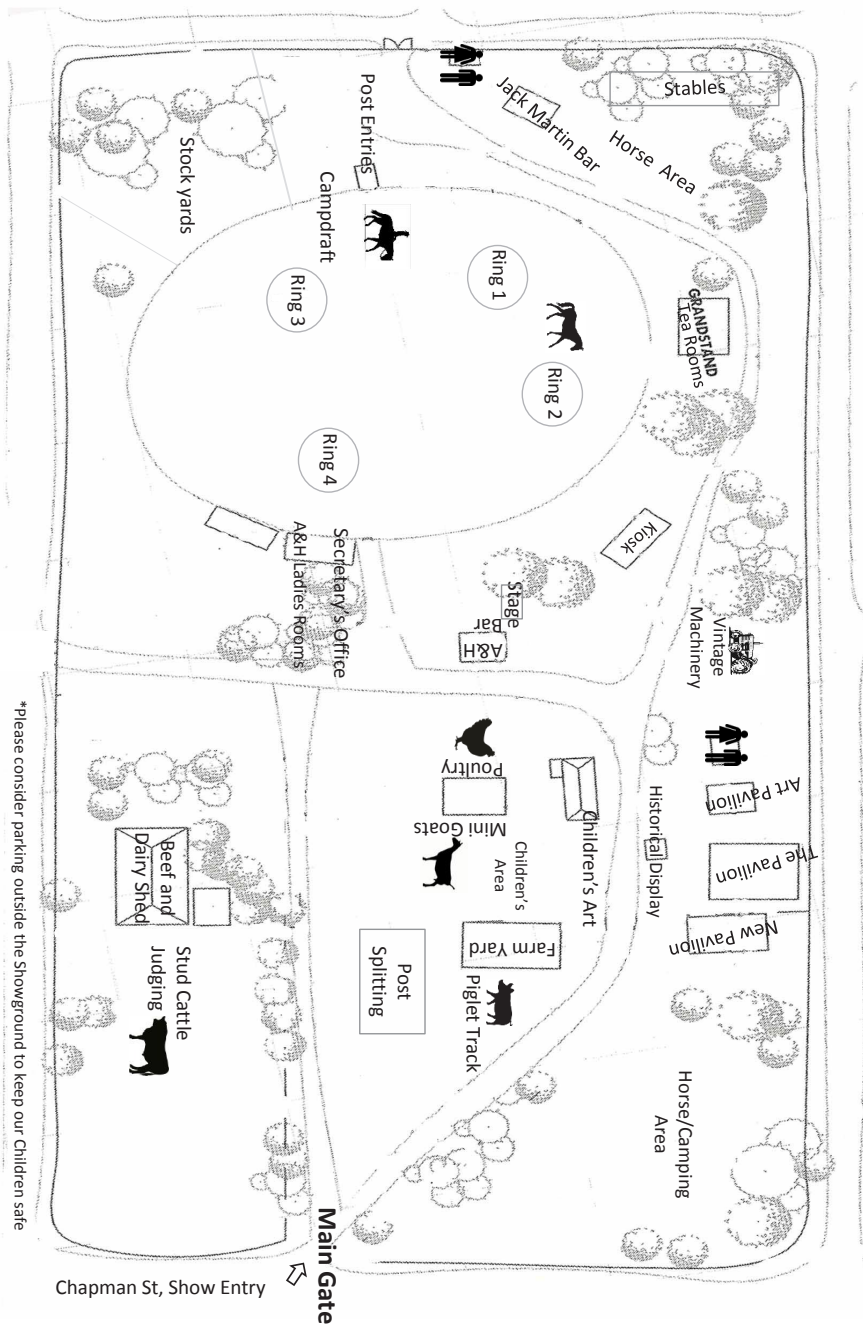 Stables
Jack Martin Bar
Horse Area
Post Entries
Stock yards
Campdraft
Ring 1
Ring 3
GRANDSTAND
Tea Rooms
Ring 2
Ring 4
Kiosk
Secretary's Office
A&H Ladies Rooms
Stage
A&H
Bar
Vintage
Machinery
Poultry
Mini Goats
Children's
Area
Children's Art
Historical Display
Art Pavilion
The Pavilion
New Pavilion
Beef and
Dairy Shed
Stud Cattle
Judging
Post
Splitting
Farm Yard
Piglet Track
Horse/Camping
Area
Main Gate
Chapman St, Show Entry
*Please consider parking outside the Showground to keep our Children safe